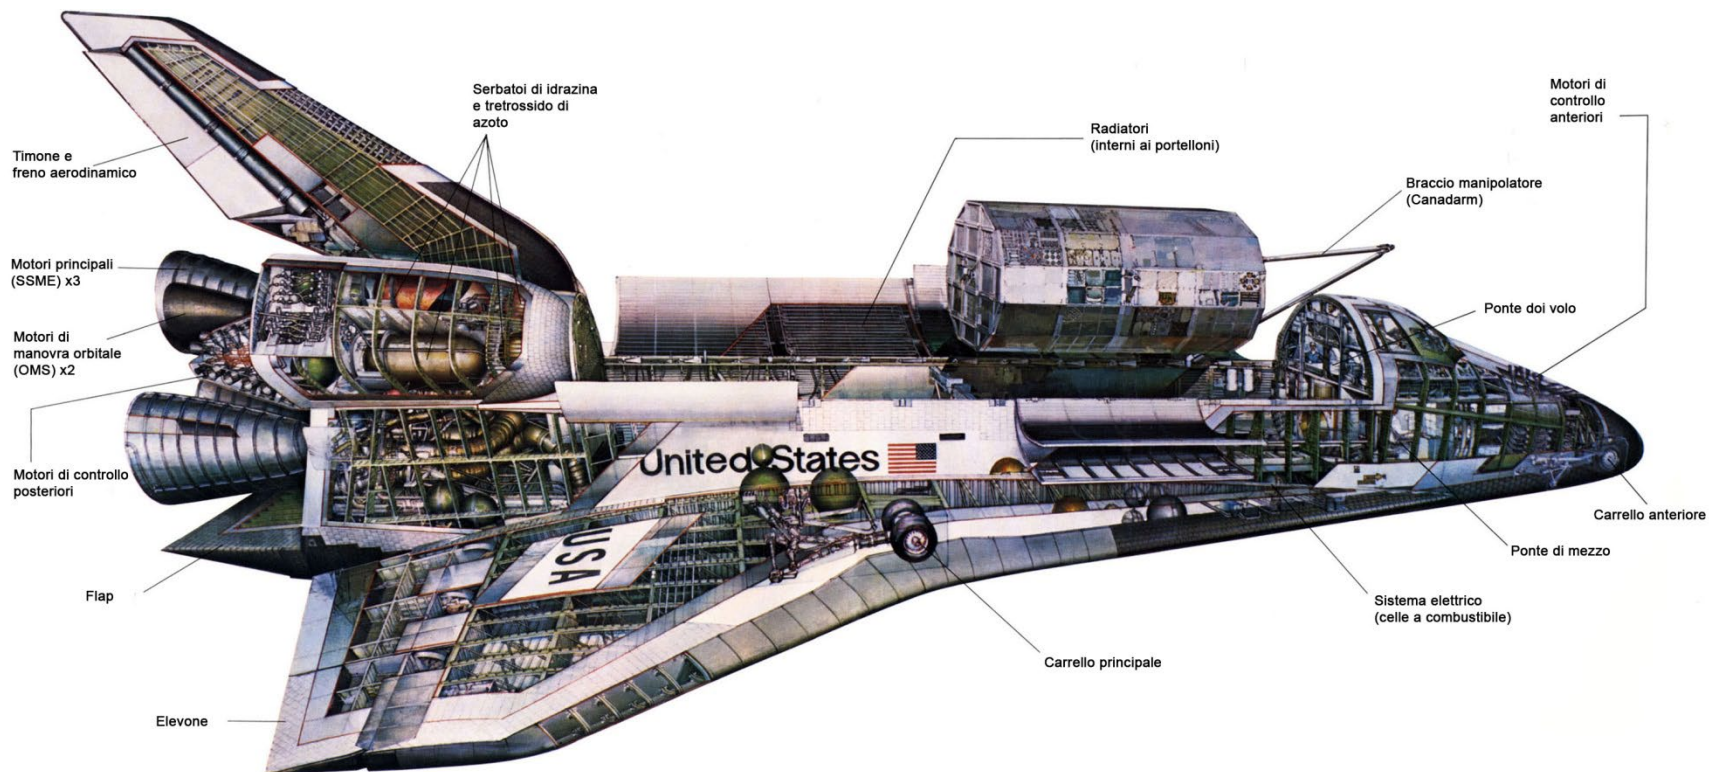 Serbatoi di idrazina
e tretrossido di
azoto
Motori di
controllo
anteriori
Radiatori
(interni ai portelloni)
Timone e
freno aerodinamico
Braccio manipolatore
(Canadarm)
Motori principali
(SSME) x3
Ponte doi volo
Motori di
manovra orbitale
(OMS) x2
United States
Motori di controllo
posteriori
Carrello anteriore
USA
Ponte di mezzo
Flap
Sistema elettrico
(celle a combustibile)
Carrello principale
Elevone